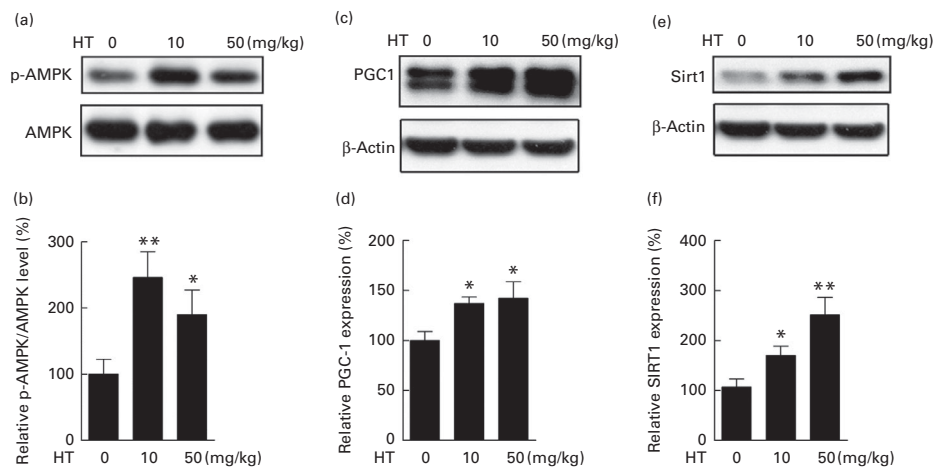 (a)
HT 0 10 50 (mg/kg)
p-AMPK
AMPK
(b)
Relative p-AMPK/AMPK level (%)
300
200
100
0
** *
HT 0 10 50 (mg/kg)
(c)
HT 0 10 50 (mg/kg)
PGC1
β-Actin
(d)
Relative PGC-1 expression (%)
200
150
100
50
0
* *
HT 0 10 50 (mg/kg)
(e)
HT 0 10 50 (mg/kg)
Sirt1
β-Actin
(f)
Relative SIRT1 expression (%)
400
300
200
100
0
* **
HT 0 10 50 (mg/kg)